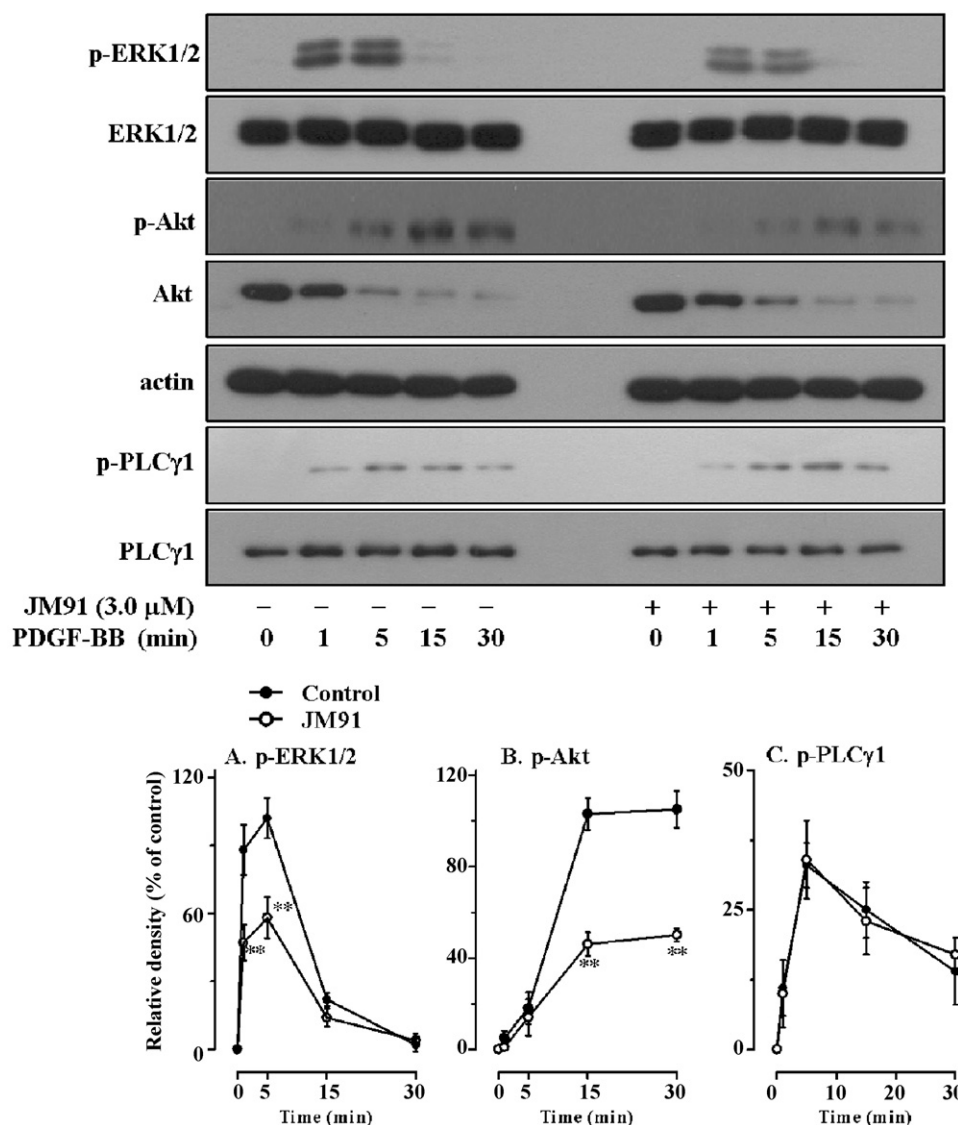 p-ERK1/2
ERK1/2
p-Akt
Akt
actin
p-PLCγ1
PLCγ1
JM91 (3.0 µM) − − − − − + + + + +
PDGF-BB (min) 0 1 5 15 30 0 1 5 15 30
Control
JM91
A. p-ERK1/2
B. p-Akt
C. p-PLCγ1
Relative density (% of control)
120
60
0
**
**
0 5 15 30
Time (min)
120
80
40
0
**
**
0 5 15 30
Time (min)
50
25
0
0 10 20 30
Time (min)